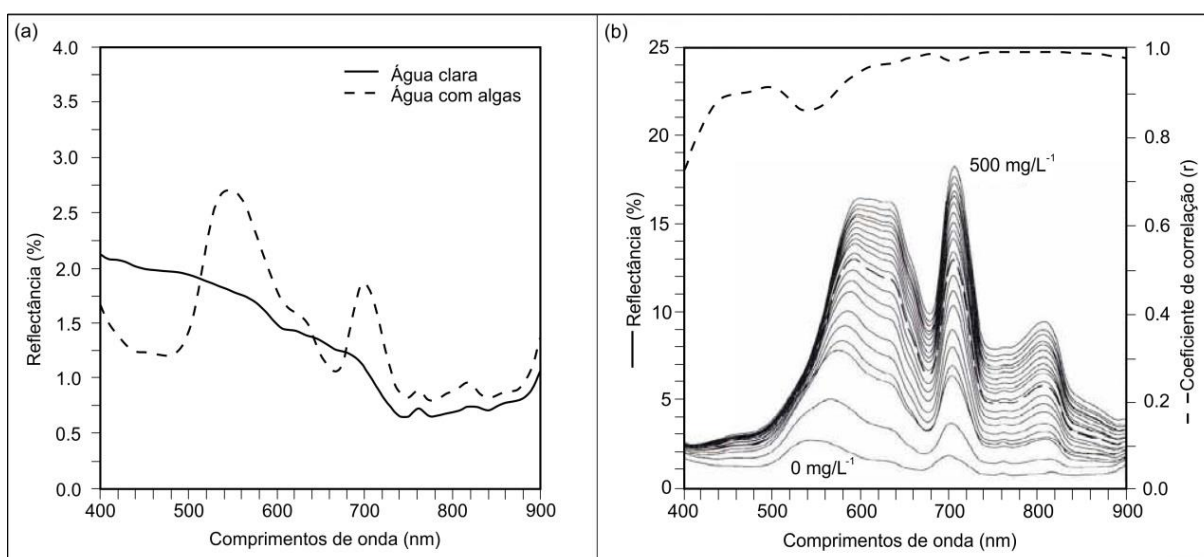 (a)
4.0
3.5
3.0
2.5
2.0
1.5
1.0
0.5
0.0
Reflectância (%)
Água clara
Água com algas
400 500 600 700 800 900
Comprimentos de onda (nm)
(b)
25
20
15
10
5
0
Reflectância (%)
500 mg/L⁻¹
0 mg/L⁻¹
1.0
0.8
0.6
0.4
0.2
0.0
Coeficiente de correlação (r)
400 500 600 700 800 900
Comprimentos de onda (nm)